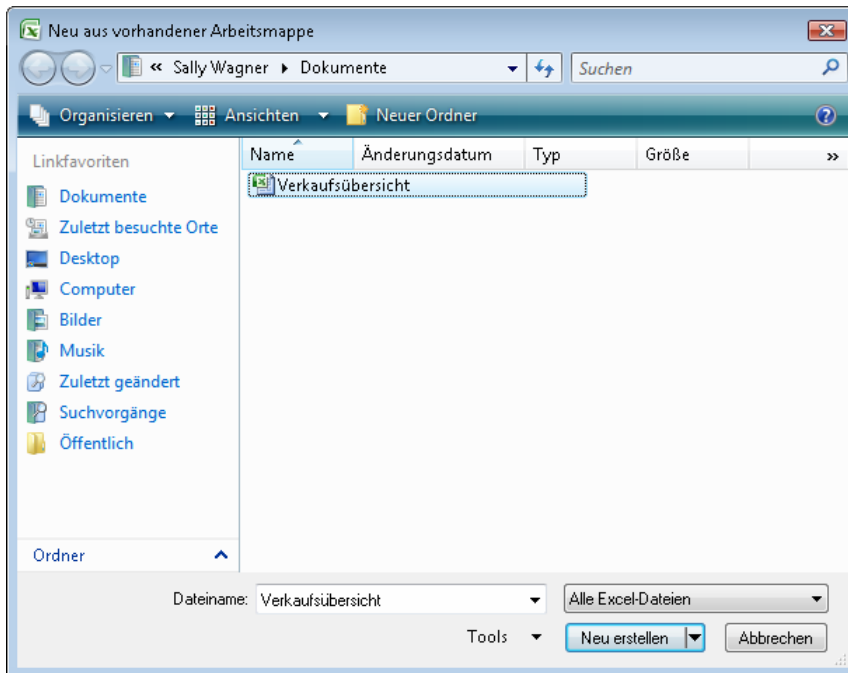 Neu aus vorhandener Arbeitsmappe
« Sally Wagner Dokumente
Suchen
Organisieren Ansichten Neuer Ordner
Linkfavoriten
Name Änderungsdatum Typ Größe »
Verkaufsübersicht
Dokumente
Zuletzt besuchte Orte
Desktop
Computer
Bilder
Musik
Zuletzt geändert
Suchvorgänge
Öffentlich
Ordner
Dateiname: Verkaufsübersicht Alle Excel-Dateien
Tools Neu erstellen Abbrechen